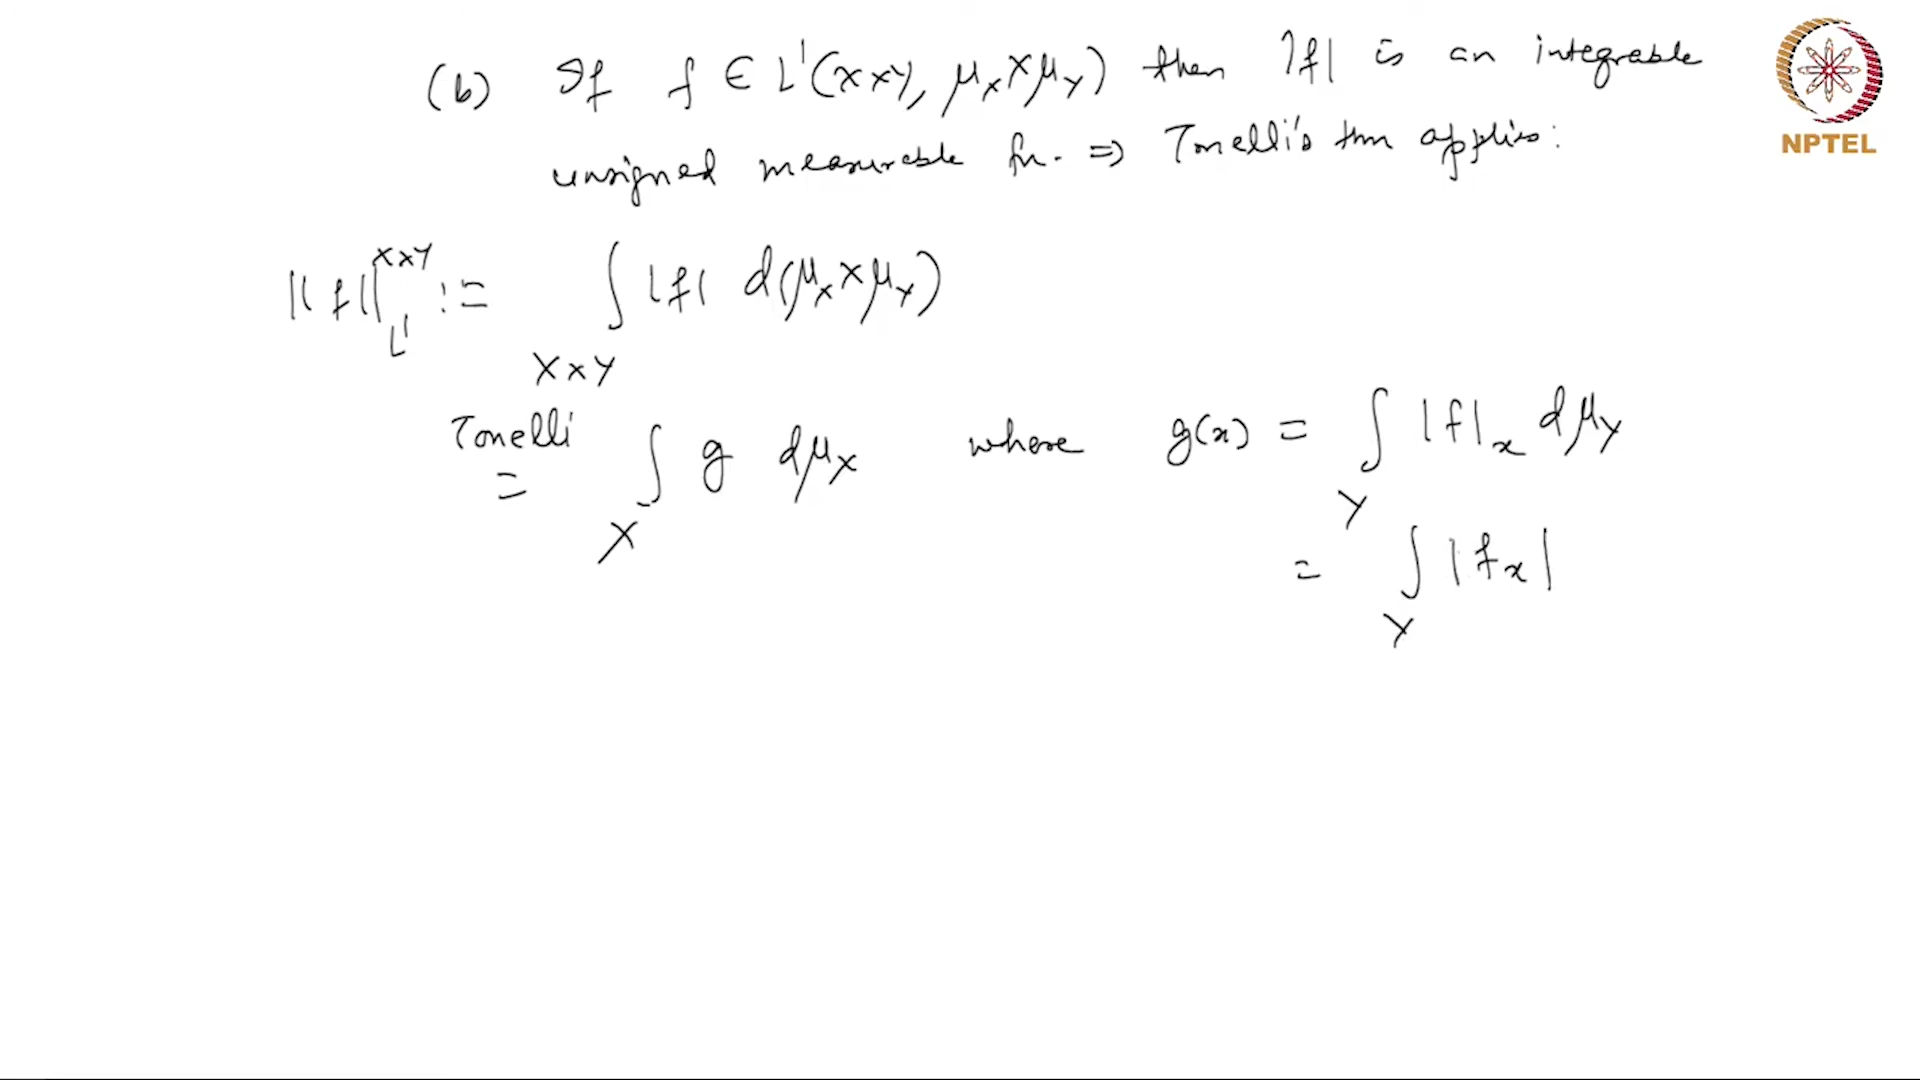 (b) If f ∈ L¹(X×Y, μ_X×μ_Y) then |f| is an integrable
unsigned measurable fn. ⇒ Tonelli's thm applies:
||f||_{L¹}^{X×Y} := ∫_{X×Y} |f| d(μ_X×μ_Y)
Tonelli = ∫_X g dμ_X where g(x) = ∫_Y |f|_x dμ_Y
= ∫_Y |f_x|
NPTEL